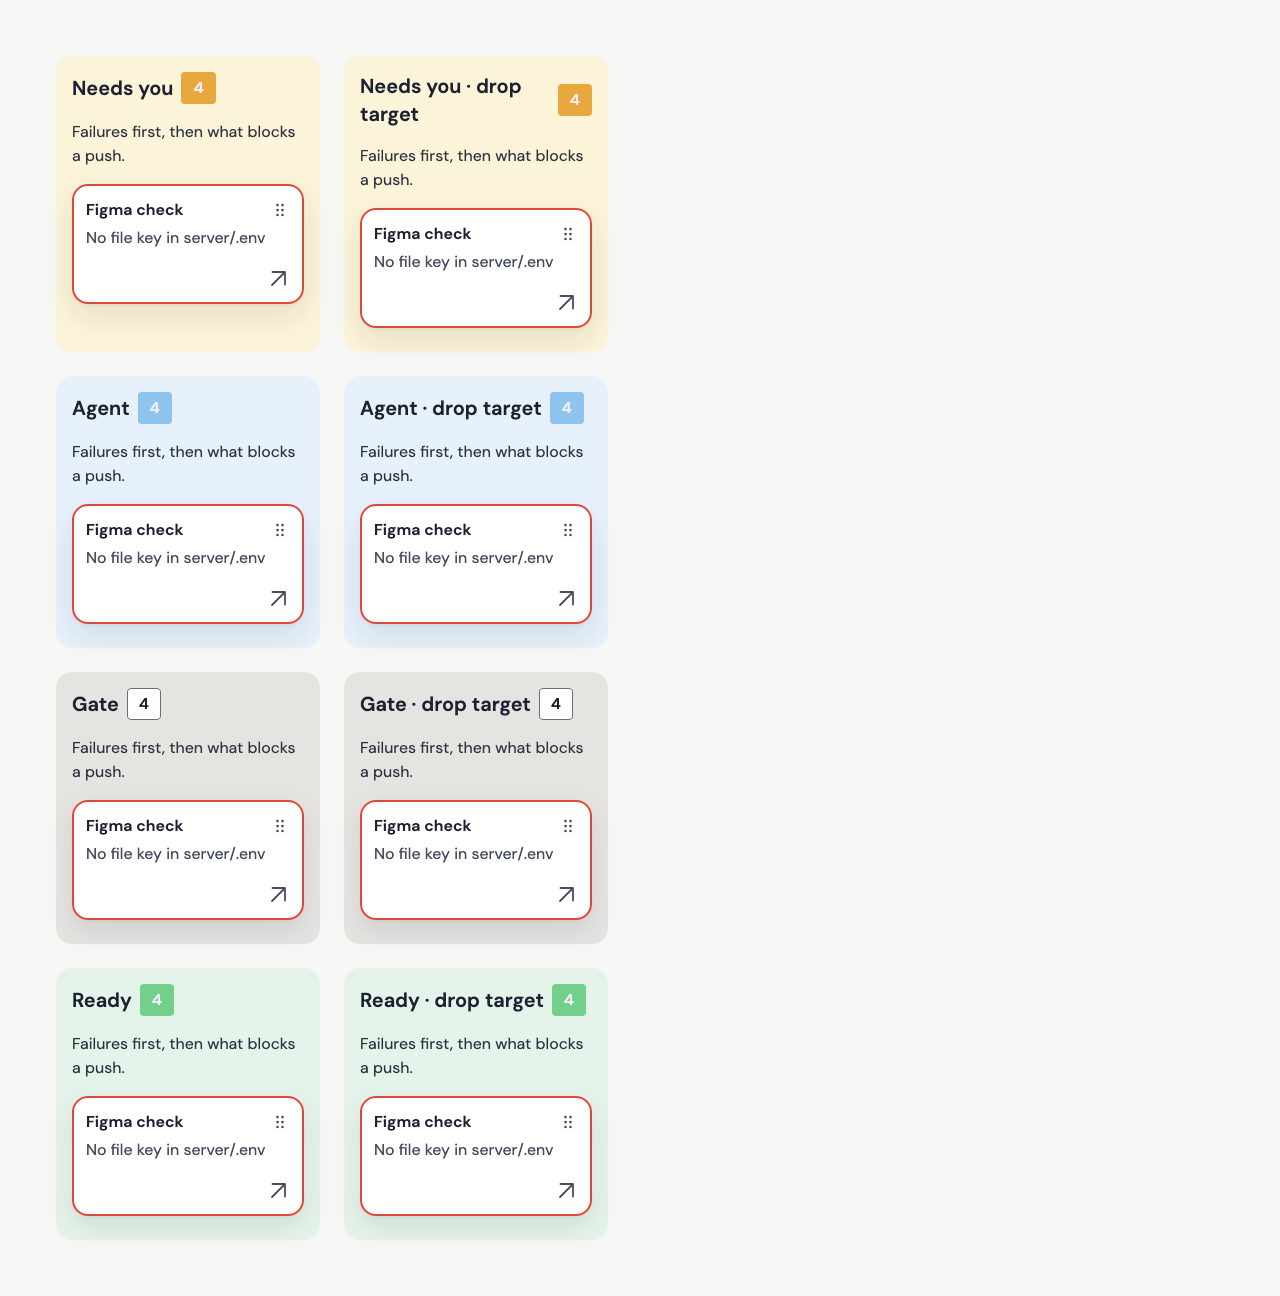 Needs you 4
Failures first, then what blocks
a push.
Figma check
No file key in server/.env
Needs you · drop
target
4
Failures first, then what blocks
a push.
Figma check
No file key in server/.env
Agent 4
Failures first, then what blocks
a push.
Figma check
No file key in server/.env
Agent · drop target 4
Failures first, then what blocks
a push.
Figma check
No file key in server/.env
Gate 4
Failures first, then what blocks
a push.
Figma check
No file key in server/.env
Gate · drop target 4
Failures first, then what blocks
a push.
Figma check
No file key in server/.env
Ready 4
Failures first, then what blocks
a push.
Figma check
No file key in server/.env
Ready · drop target 4
Failures first, then what blocks
a push.
Figma check
No file key in server/.env